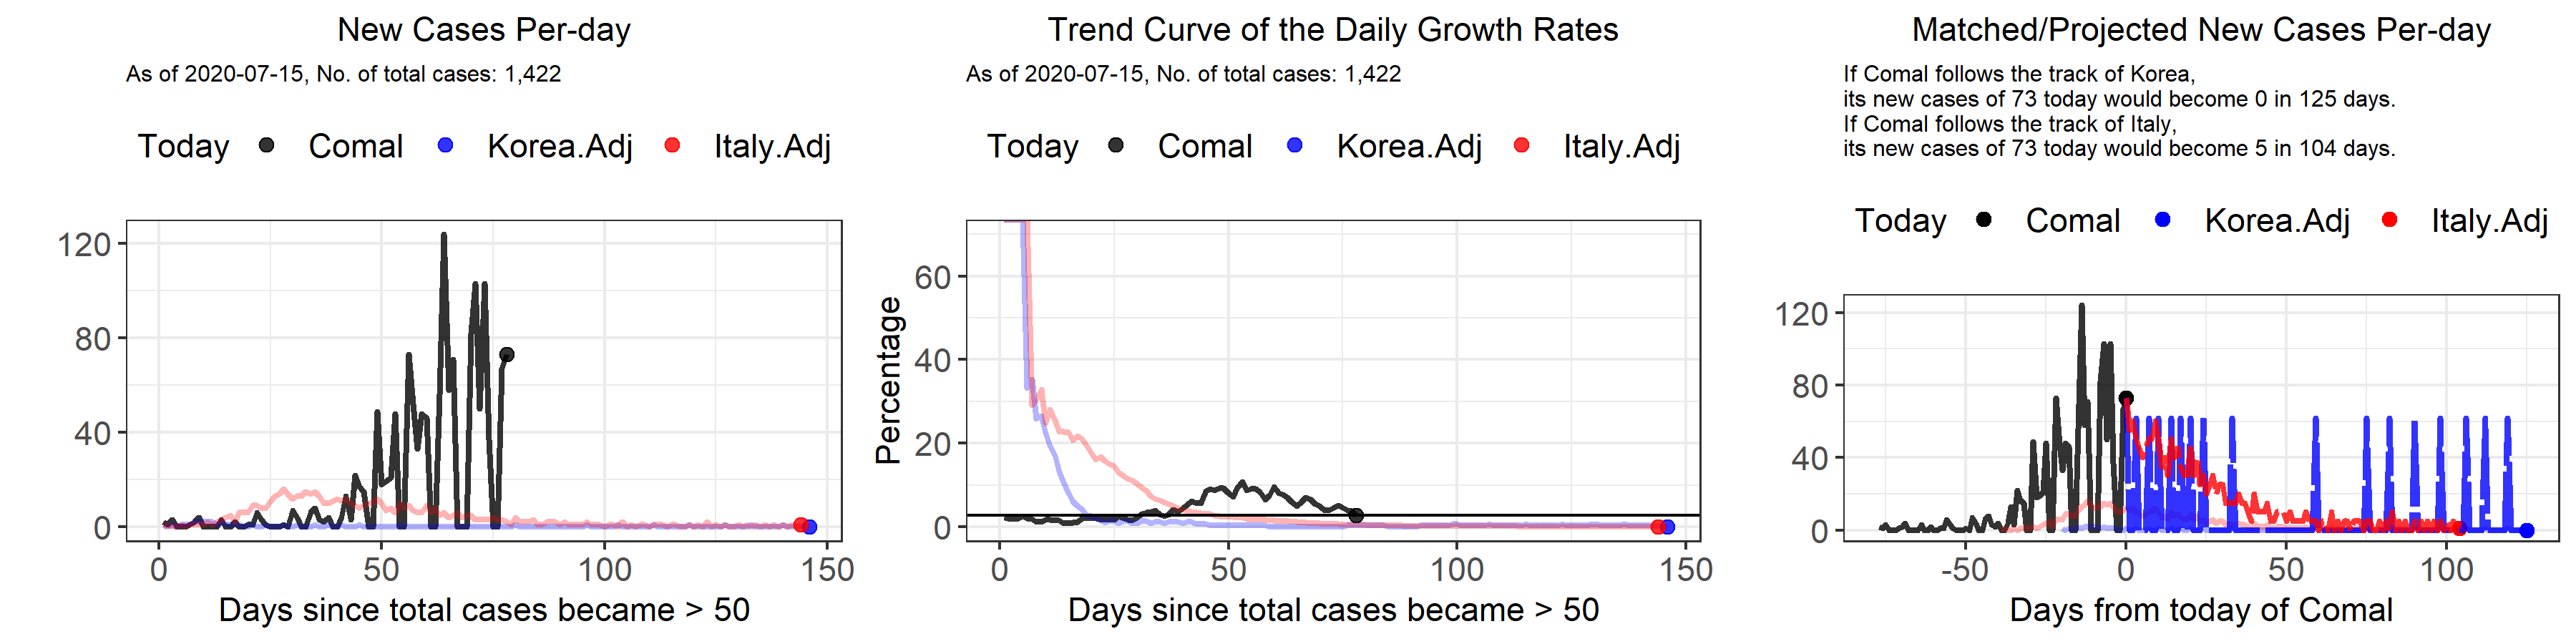 New Cases Per-day
As of 2020-07-15, No. of total cases: 1,422
Today Comal Korea.Adj Italy.Adj
120
80
40
0
0 50 100 150
Days since total cases became > 50
Trend Curve of the Daily Growth Rates
As of 2020-07-15, No. of total cases: 1,422
Today Comal Korea.Adj Italy.Adj
Percentage
60
40
20
0
0 50 100 150
Days since total cases became > 50
Matched/Projected New Cases Per-day
If Comal follows the track of Korea,
its new cases of 73 today would become 0 in 125 days.
If Comal follows the track of Italy,
its new cases of 73 today would become 5 in 104 days.
Today Comal Korea.Adj Italy.Adj
120
80
40
0
-50 0 50 100
Days from today of Comal